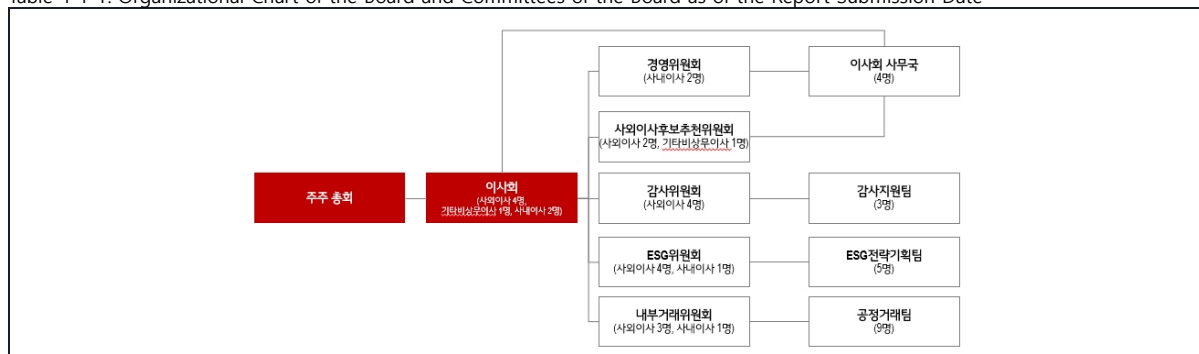 Table 4-1-1: Organizational Chart of the Board and Committees of the Board as of the Report Submission Date
경영위원회
(사내이사 2명)
이사회 사무국
(4명)
사외이사후보추천위원회
(사외이사 2명, 기타비상무이사 1명)
주주 총회
이사회
(사외이사 4명,
기타비상무이사 1명, 사내이사 2명)
감사위원회
(사외이사 4명)
감사지원팀
(3명)
ESG위원회
(사외이사 4명, 사내이사 1명)
ESG전략기획팀
(5명)
내부거래위원회
(사외이사 3명, 사내이사 1명)
공정거래팀
(9명)